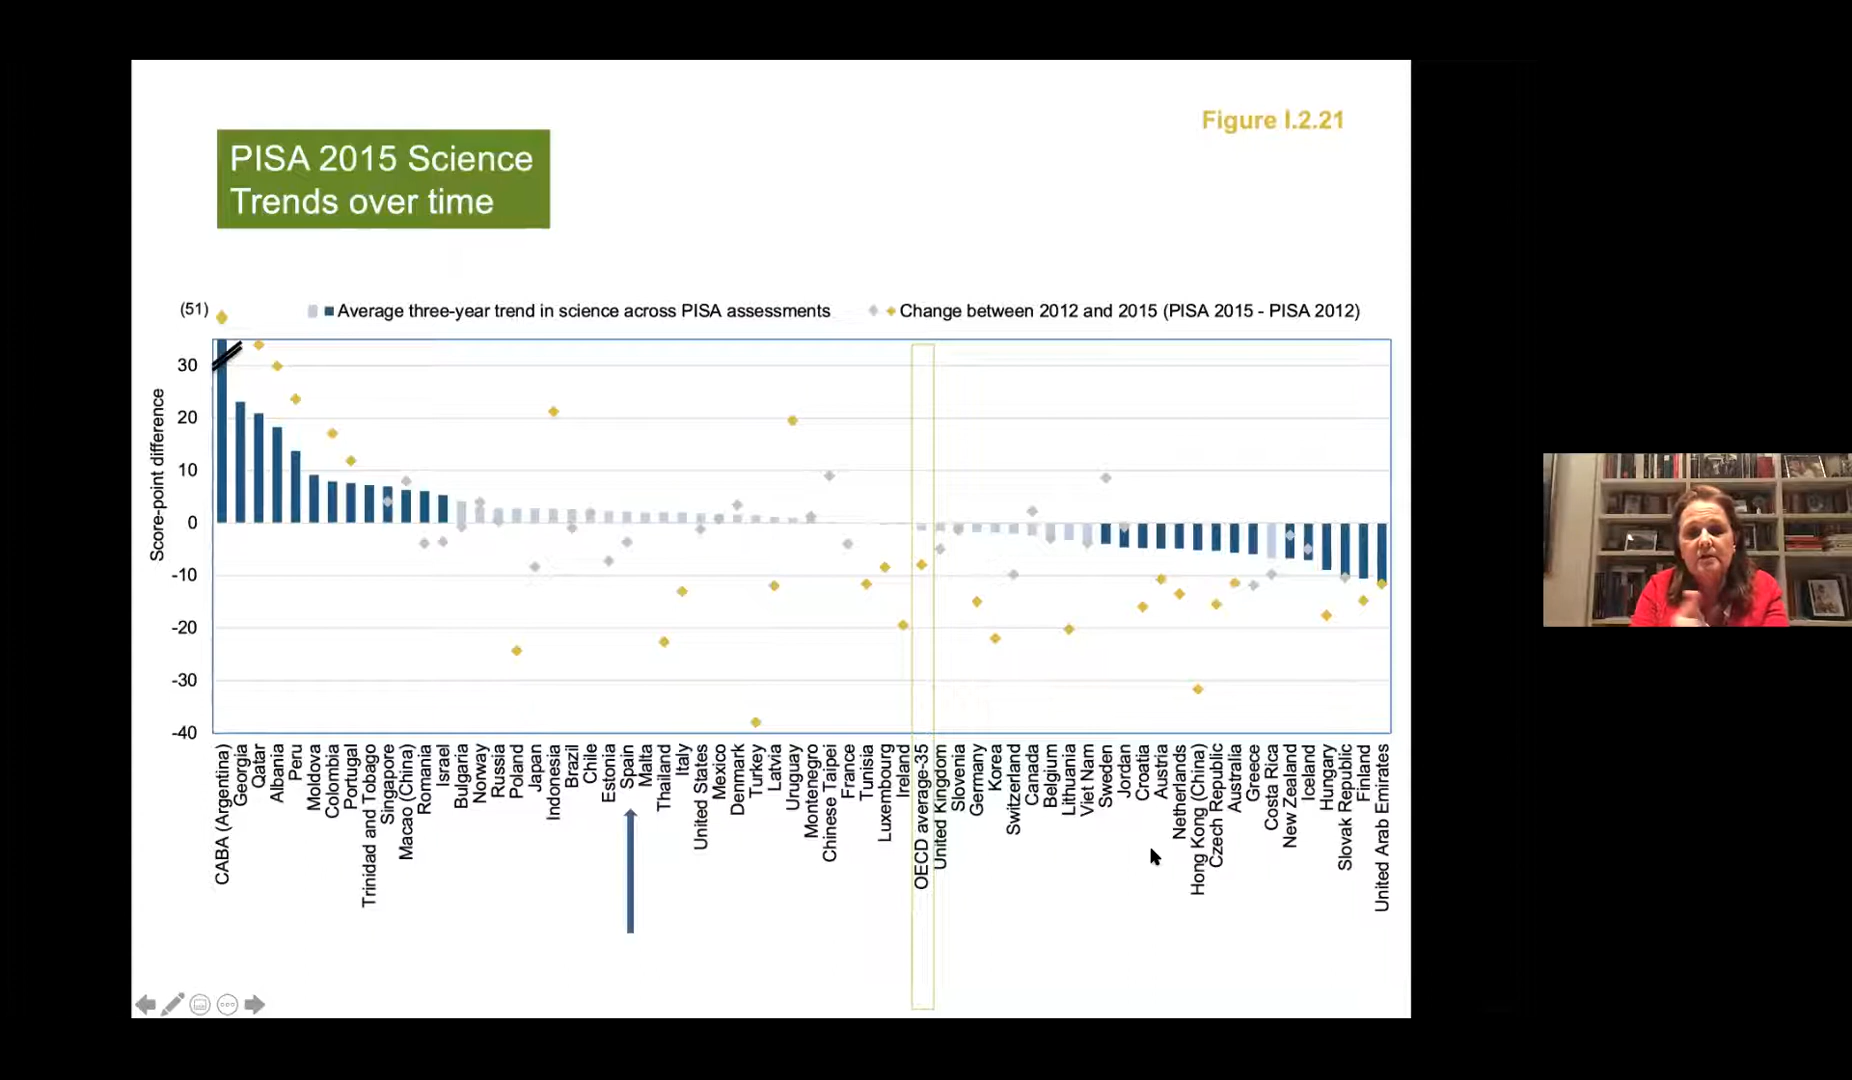 Figure I.2.21
PISA 2015 Science
Trends over time
(51)
Average three-year trend in science across PISA assessments
Change between 2012 and 2015 (PISA 2015 - PISA 2012)
Score-point difference
30
20
10
0
-10
-20
-30
-40
CABA (Argentina)
Georgia
Qatar
Albania
Peru
Moldova
Colombia
Portugal
Trinidad and Tobago
Singapore
Macao (China)
Romania
Israel
Bulgaria
Norway
Russia
Poland
Japan
Indonesia
Brazil
Chile
Estonia
Spain
Malta
Thailand
Italy
United States
Mexico
Denmark
Turkey
Latvia
Uruguay
Montenegro
Chinese Taipei
France
Tunisia
Luxembourg
Ireland
OECD average-35
United Kingdom
Slovenia
Germany
Korea
Switzerland
Canada
Belgium
Lithuania
Viet Nam
Sweden
Jordan
Croatia
Austria
Netherlands
Hong Kong (China)
Czech Republic
Australia
Greece
Costa Rica
New Zealand
Iceland
Hungary
Slovak Republic
Finland
United Arab Emirates